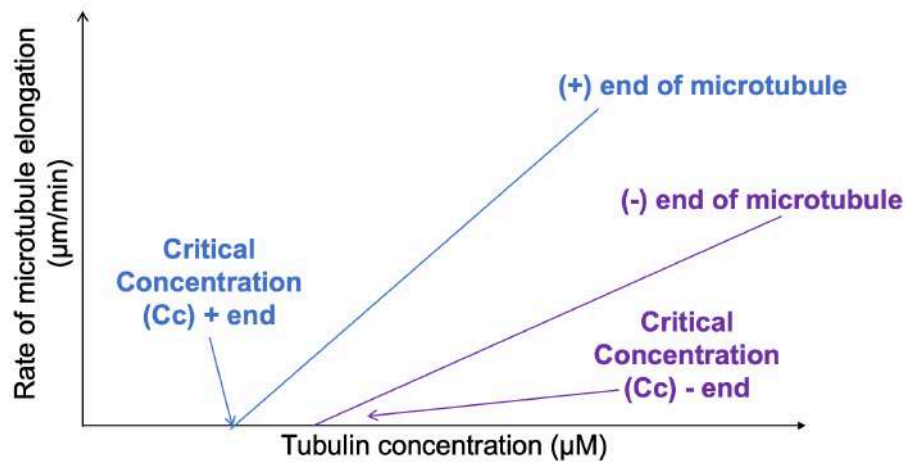 Rate of microtubule elongation
(µm/min)
(+) end of microtubule
(-) end of microtubule
Critical
Concentration
(Cc) + end
Critical
Concentration
(Cc) - end
Tubulin concentration (µM)